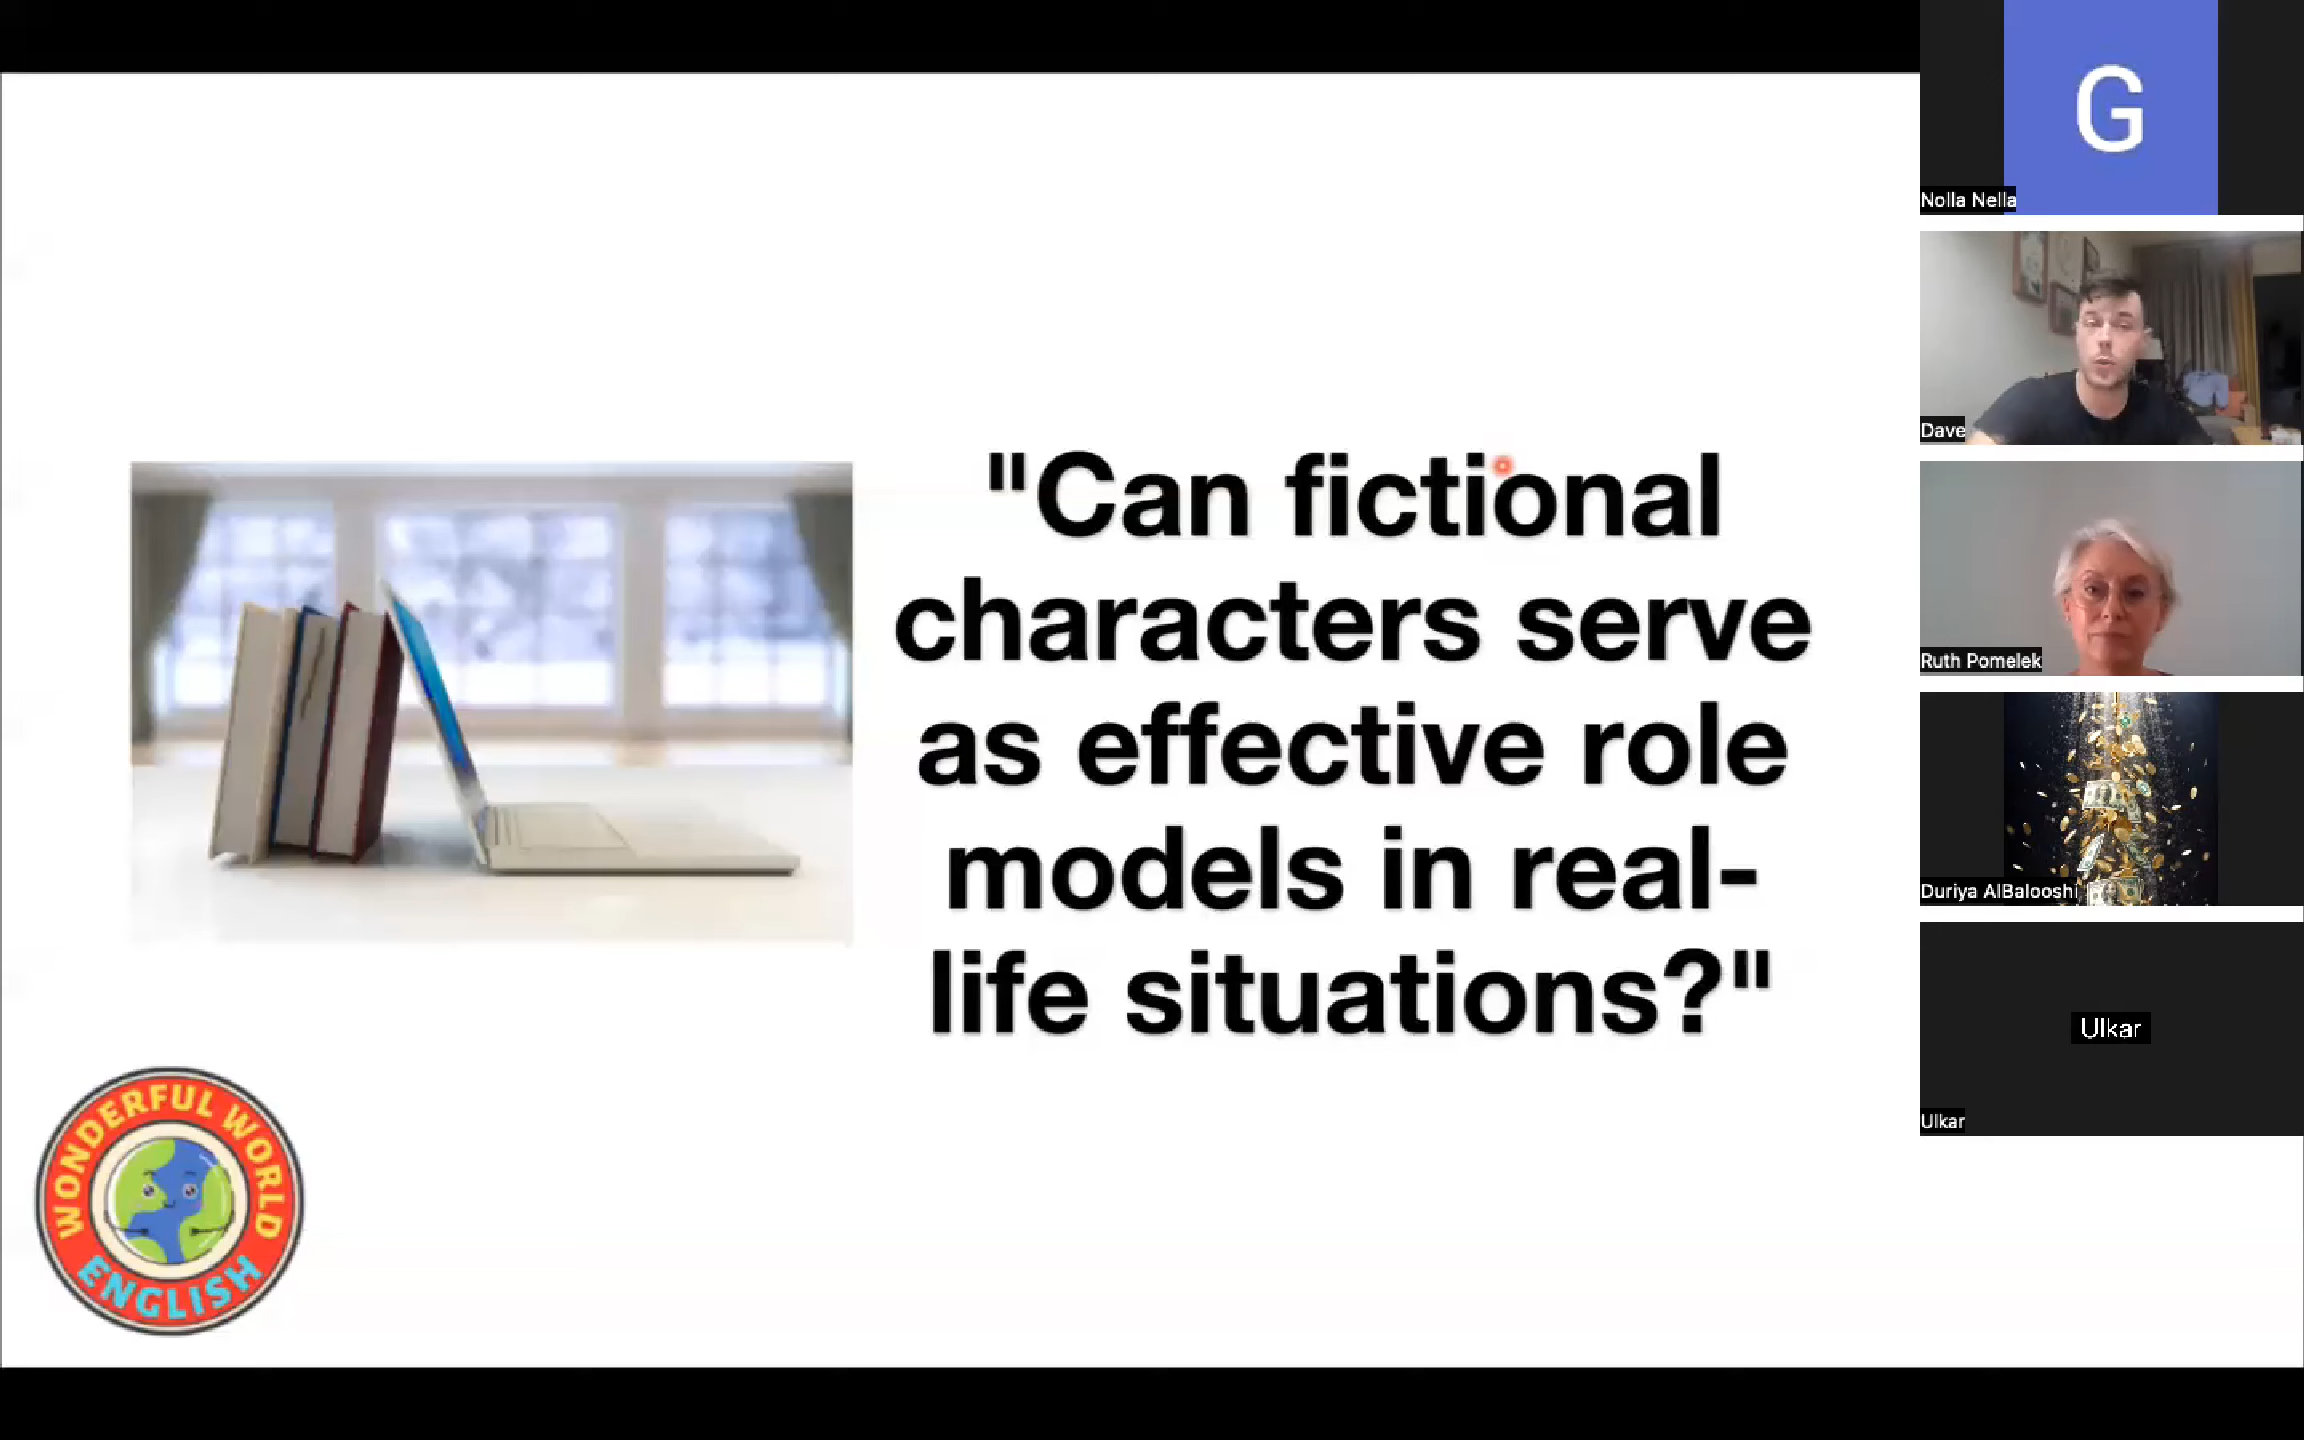 "Can fictional
characters serve
as effective role
models in real-
life situations?"
WONDERFUL WORLD
ENGLISH
G
Nolla Nella
Dave
Ruth Pomelek
Duriya AlBalooshi
Ulkar
Ulkar